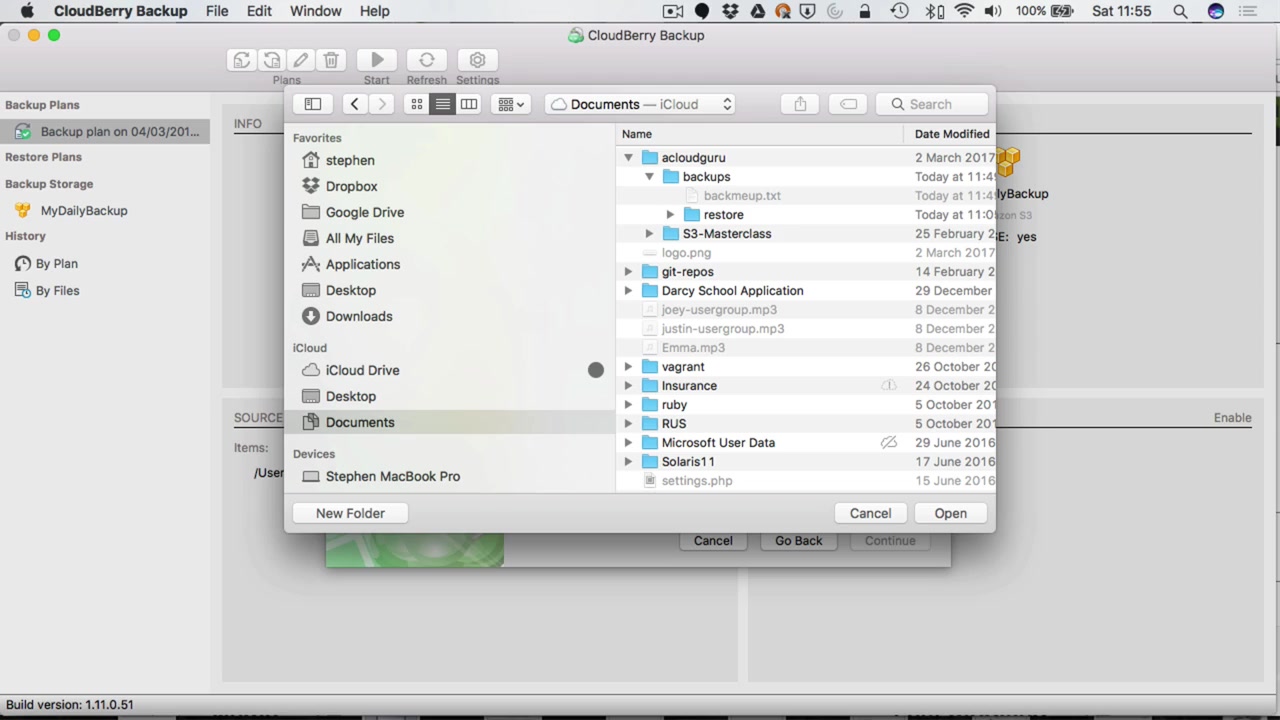 CloudBerry Backup File Edit Window Help 100% Sat 11:55
CloudBerry Backup
Plans Start Refresh Settings
Backup Plans
Backup plan on 04/03/201...
Restore Plans
Backup Storage
MyDailyBackup
History
By Plan
By Files
INFO
SOURCE
Items:
/User
lyBackup
zon S3
E: yes
Enable
Documents — iCloud
Search
Favorites
stephen
Dropbox
Google Drive
All My Files
Applications
Desktop
Downloads
iCloud
iCloud Drive
Desktop
Documents
Devices
Stephen MacBook Pro
Name Date Modified
acloudguru 2 March 2017
backups Today at 11:4
backmeup.txt Today at 11:4
restore Today at 11:0
S3-Masterclass 25 February 2
logo.png 2 March 2017
git-repos 14 February 2
Darcy School Application 29 December
joey-usergroup.mp3 8 December 2
justin-usergroup.mp3 8 December 2
Emma.mp3 8 December 2
vagrant 26 October 20
Insurance 24 October 20
ruby 5 October 201
RUS 5 October 201
Microsoft User Data 29 June 2016
Solaris11 17 June 2016
settings.php 15 June 2016
New Folder Cancel Open
Cancel Go Back Continue
Build version: 1.11.0.51